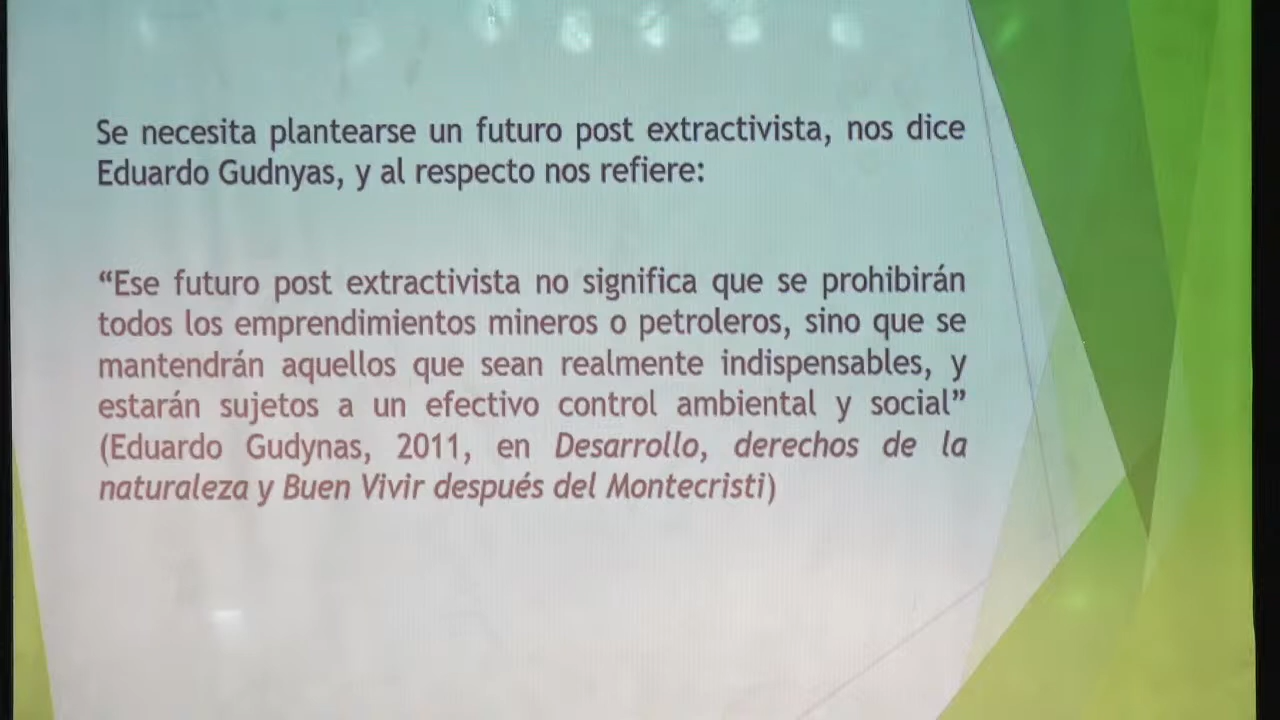 Se necesita plantearse un futuro post extractivista, nos dice
Eduardo Gudnyas, y al respecto nos refiere:
“Ese futuro post extractivista no significa que se prohibirán
todos los emprendimientos mineros o petroleros, sino que se
mantendrán aquellos que sean realmente indispensables, y
estarán sujetos a un efectivo control ambiental y social”
(Eduardo Gudynas, 2011, en Desarrollo, derechos de la
naturaleza y Buen Vivir después del Montecristi)